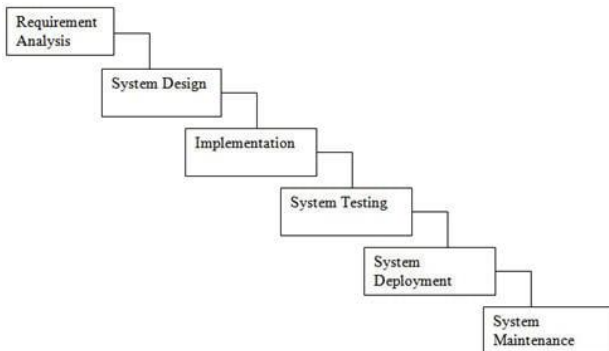 Requirement
Analysis
System Design
Implementation
System Testing
System
Deployment
System
Maintenance